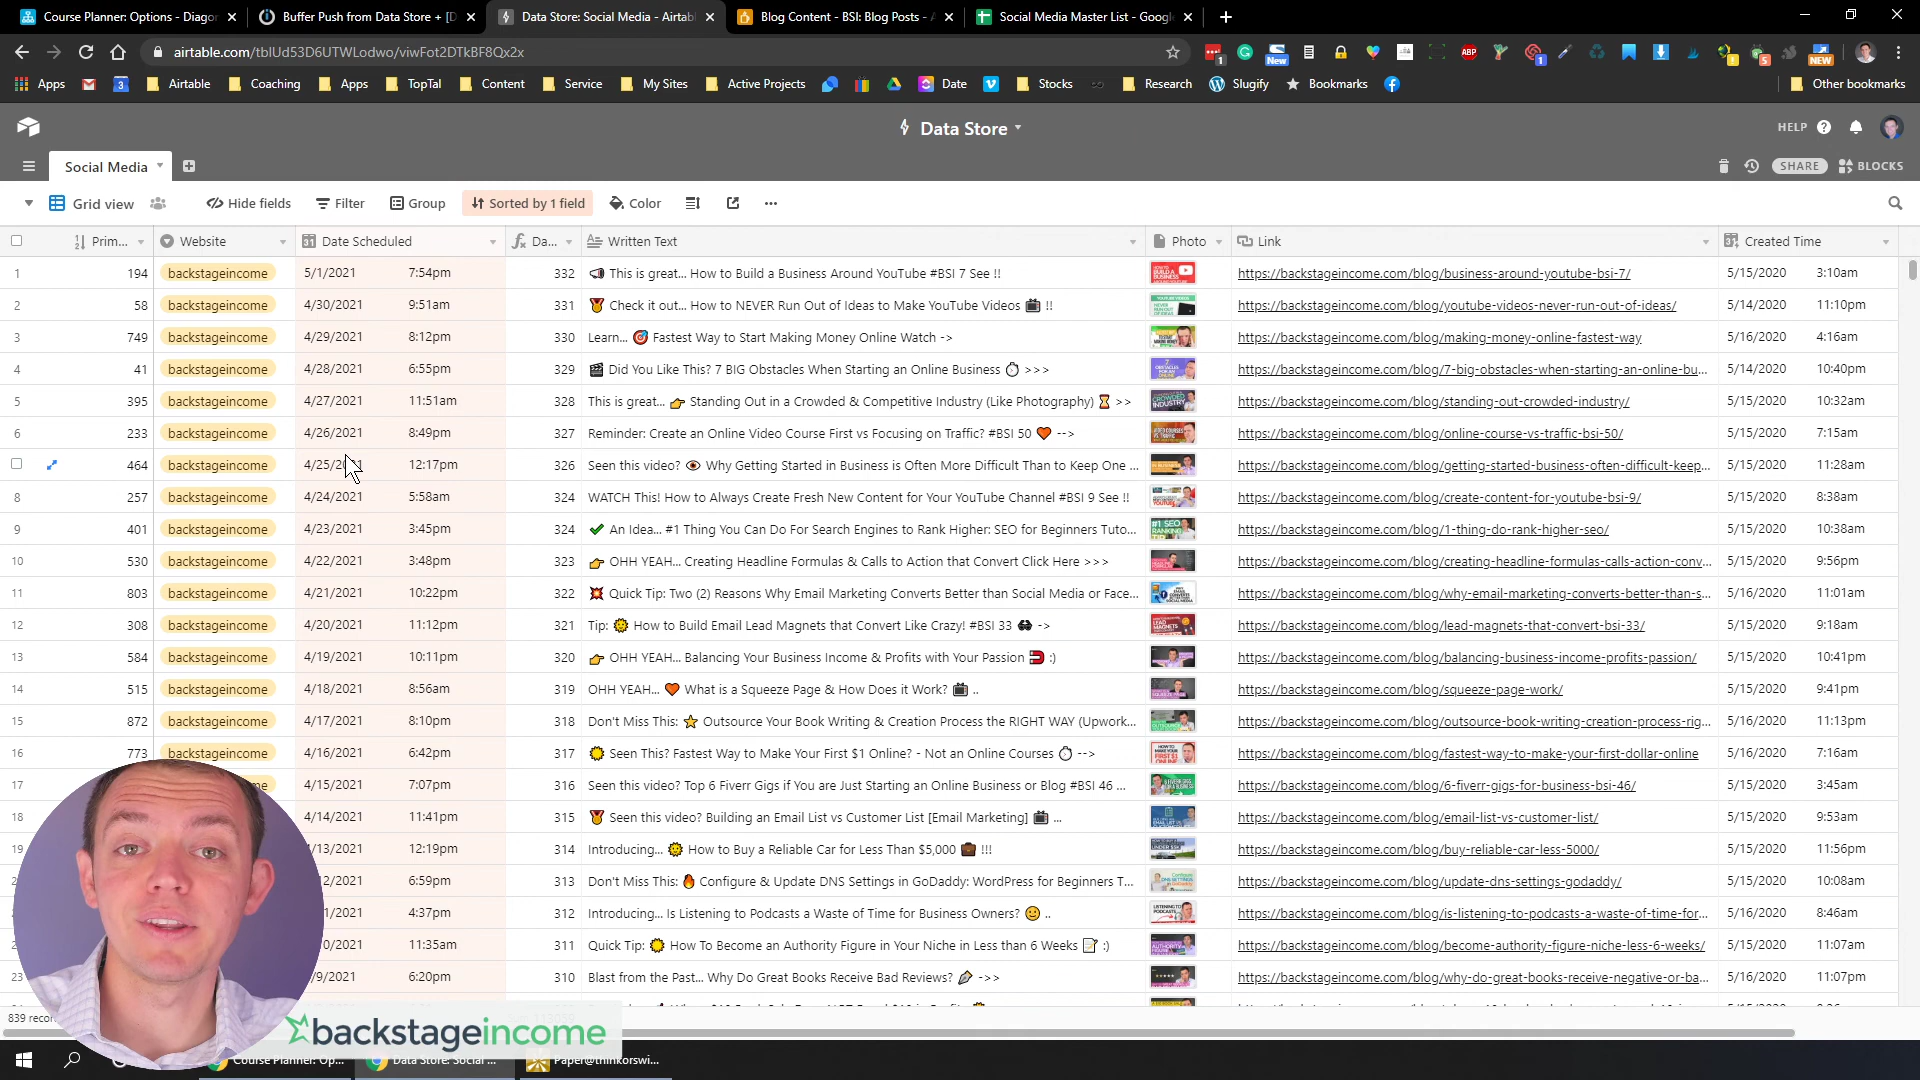 Course Planner: Options - Diagon
Buffer Push from Data Store + [D
Data Store: Social Media - Airtab
Blog Content - BSI: Blog Posts - A
Social Media Master List - Google
airtable.com/tblUd53D6UTWLodwo/viwFot2DTkBF8Qx2x
Apps
Airtable
Coaching
Apps
TopTal
Content
Service
My Sites
Active Projects
Date
Stocks
Research
Slugify
Bookmarks
Other bookmarks
Data Store
HELP
Social Media
SHARE
BLOCKS
Grid view
Hide fields
Filter
Group
Sorted by 1 field
Color
Prim... Website Date Scheduled Da... Written Text Photo Link Created Time
1 194 backstageincome 5/1/2021 7:54pm 332 📢 This is great... How to Build a Business Around YouTube #BSI 7 See !! https://backstageincome.com/blog/business-around-youtube-bsi-7/ 5/15/2020 3:10am
2 58 backstageincome 4/30/2021 9:51am 331 🏅 Check it out... How to NEVER Run Out of Ideas to Make YouTube Videos 📺 !! https://backstageincome.com/blog/youtube-videos-never-run-out-of-ideas/ 5/14/2020 11:10pm
3 749 backstageincome 4/29/2021 8:12pm 330 Learn... 🎯 Fastest Way to Start Making Money Online Watch -> https://backstageincome.com/blog/making-money-online-fastest-way 5/16/2020 4:16am
4 41 backstageincome 4/28/2021 6:55pm 329 🎬 Did You Like This? 7 BIG Obstacles When Starting an Online Business ⏱ >>> https://backstageincome.com/blog/7-big-obstacles-when-starting-an-online-bu... 5/14/2020 10:40pm
5 395 backstageincome 4/27/2021 11:51am 328 This is great... 👉 Standing Out in a Crowded & Competitive Industry (Like Photography) ⌛ >> https://backstageincome.com/blog/standing-out-crowded-industry/ 5/15/2020 10:32am
6 233 backstageincome 4/26/2021 8:49pm 327 Reminder: Create an Online Video Course First vs Focusing on Traffic? #BSI 50 🧡 --> https://backstageincome.com/blog/online-course-vs-traffic-bsi-50/ 5/15/2020 7:15am
464 backstageincome 4/25/2021 12:17pm 326 Seen this video? 👁 Why Getting Started in Business is Often More Difficult Than to Keep One ... https://backstageincome.com/blog/getting-started-business-often-difficult-keep... 5/15/2020 11:28am
8 257 backstageincome 4/24/2021 5:58am 324 WATCH This! How to Always Create Fresh New Content for Your YouTube Channel #BSI 9 See !! https://backstageincome.com/blog/create-content-for-youtube-bsi-9/ 5/15/2020 8:38am
9 401 backstageincome 4/23/2021 3:45pm 324 ✔ An Idea... #1 Thing You Can Do For Search Engines to Rank Higher: SEO for Beginners Tuto... https://backstageincome.com/blog/1-thing-do-rank-higher-seo/ 5/15/2020 10:38am
10 530 backstageincome 4/22/2021 3:48pm 323 👉 OHH YEAH... Creating Headline Formulas & Calls to Action that Convert Click Here >>> https://backstageincome.com/blog/creating-headline-formulas-calls-action-conv... 5/15/2020 9:56pm
11 803 backstageincome 4/21/2021 10:22pm 322 💥 Quick Tip: Two (2) Reasons Why Email Marketing Converts Better than Social Media or Face... https://backstageincome.com/blog/why-email-marketing-converts-better-than-s... 5/16/2020 11:01am
12 308 backstageincome 4/20/2021 11:12pm 321 Tip: 🌞 How to Build Email Lead Magnets that Convert Like Crazy! #BSI 33 🕶 -> https://backstageincome.com/blog/lead-magnets-that-convert-bsi-33/ 5/15/2020 9:18am
13 584 backstageincome 4/19/2021 10:11pm 320 👉 OHH YEAH... Balancing Your Business Income & Profits with Your Passion 🧲 :) https://backstageincome.com/blog/balancing-business-income-profits-passion/ 5/15/2020 10:41pm
14 515 backstageincome 4/18/2021 8:56am 319 OHH YEAH... 🧡 What is a Squeeze Page & How Does it Work? 📺 .. https://backstageincome.com/blog/squeeze-page-work/ 5/15/2020 9:41pm
15 872 backstageincome 4/17/2021 8:10pm 318 Don't Miss This: ⭐ Outsource Your Book Writing & Creation Process the RIGHT WAY (Upwork... https://backstageincome.com/blog/outsource-book-writing-creation-process-rig... 5/16/2020 11:13pm
16 773 backstageincome 4/16/2021 6:42pm 317 🌞 Seen This? Fastest Way to Make Your First $1 Online? - Not an Online Courses ⏱ --> https://backstageincome.com/blog/fastest-way-to-make-your-first-dollar-online 5/16/2020 7:16am
17 me 4/15/2021 7:07pm 316 Seen this video? Top 6 Fiverr Gigs if You are Just Starting an Online Business or Blog #BSI 46 ... https://backstageincome.com/blog/6-fiverr-gigs-for-business-bsi-46/ 5/15/2020 3:45am
18 4/14/2021 11:41pm 315 🏅 Seen this video? Building an Email List vs Customer List [Email Marketing] 📺 ... https://backstageincome.com/blog/email-list-vs-customer-list/ 5/15/2020 9:53am
19 /13/2021 12:19pm 314 Introducing... 🌞 How to Buy a Reliable Car for Less Than $5,000 💼 !!! https://backstageincome.com/blog/buy-reliable-car-less-5000/ 5/15/2020 11:56pm
2 12/2021 6:59pm 313 Don't Miss This: 🔥 Configure & Update DNS Settings in GoDaddy: WordPress for Beginners T... https://backstageincome.com/blog/update-dns-settings-godaddy/ 5/15/2020 10:08am
1/2021 4:37pm 312 Introducing... Is Listening to Podcasts a Waste of Time for Business Owners? 🙂 .. https://backstageincome.com/blog/is-listening-to-podcasts-a-waste-of-time-for... 5/16/2020 8:46am
2 10/2021 11:35am 311 Quick Tip: 🌞 How To Become an Authority Figure in Your Niche in Less than 6 Weeks 📝 :) https://backstageincome.com/blog/become-authority-figure-niche-less-6-weeks/ 5/15/2020 11:07am
23 /9/2021 6:20pm 310 Blast from the Past... Why Do Great Books Receive Bad Reviews? ->> https://backstageincome.com/blog/why-do-great-books-receive-negative-or-ba... 5/16/2020 11:07pm
839 recor
backstageincome
Course Planner: Op...
Data Store: Social ...
Paper@thinkorswi...